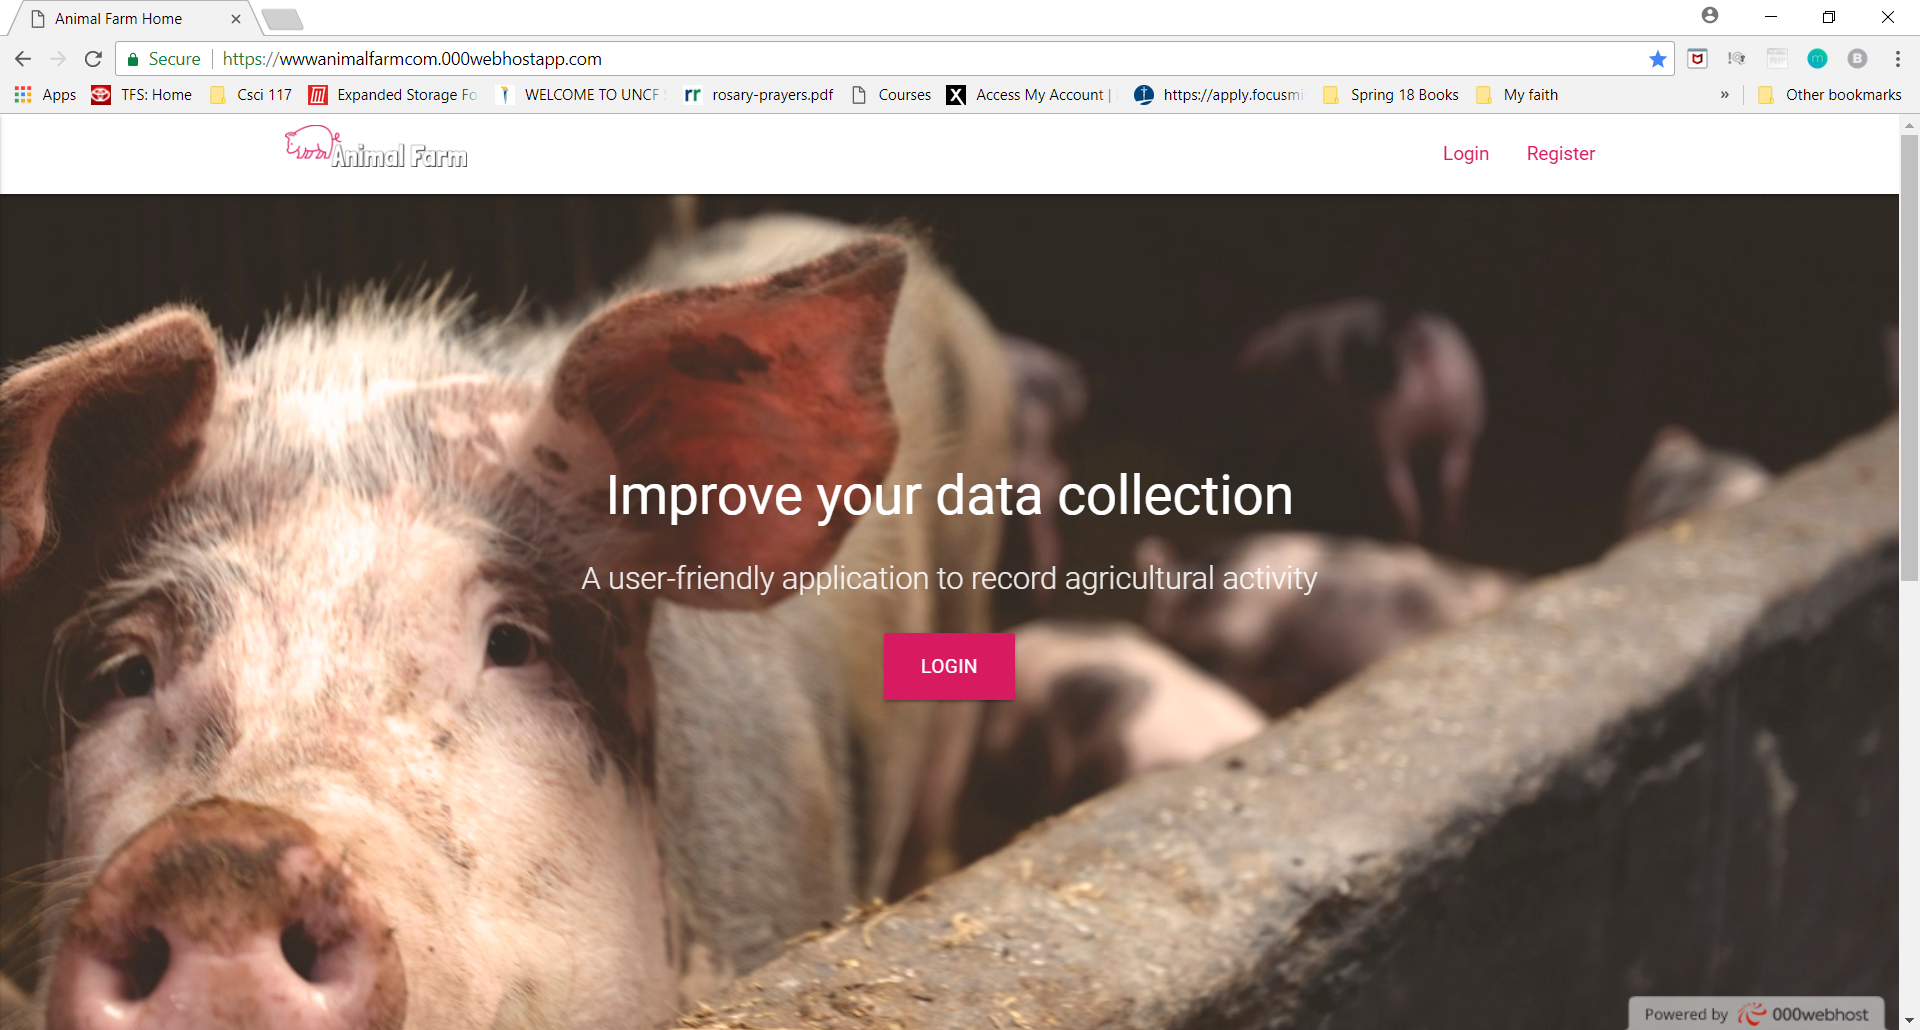 Animal Farm Home
Secure https://wwwanimalfarmcom.000webhostapp.com
Apps TFS: Home Csci 117 Expanded Storage Fo WELCOME TO UNCF rosary-prayers.pdf Courses Access My Account | https://apply.focusmi Spring 18 Books My faith » Other bookmarks
Animal Farm
Login Register
Improve your data collection
A user-friendly application to record agricultural activity
LOGIN
Powered by 000webhost